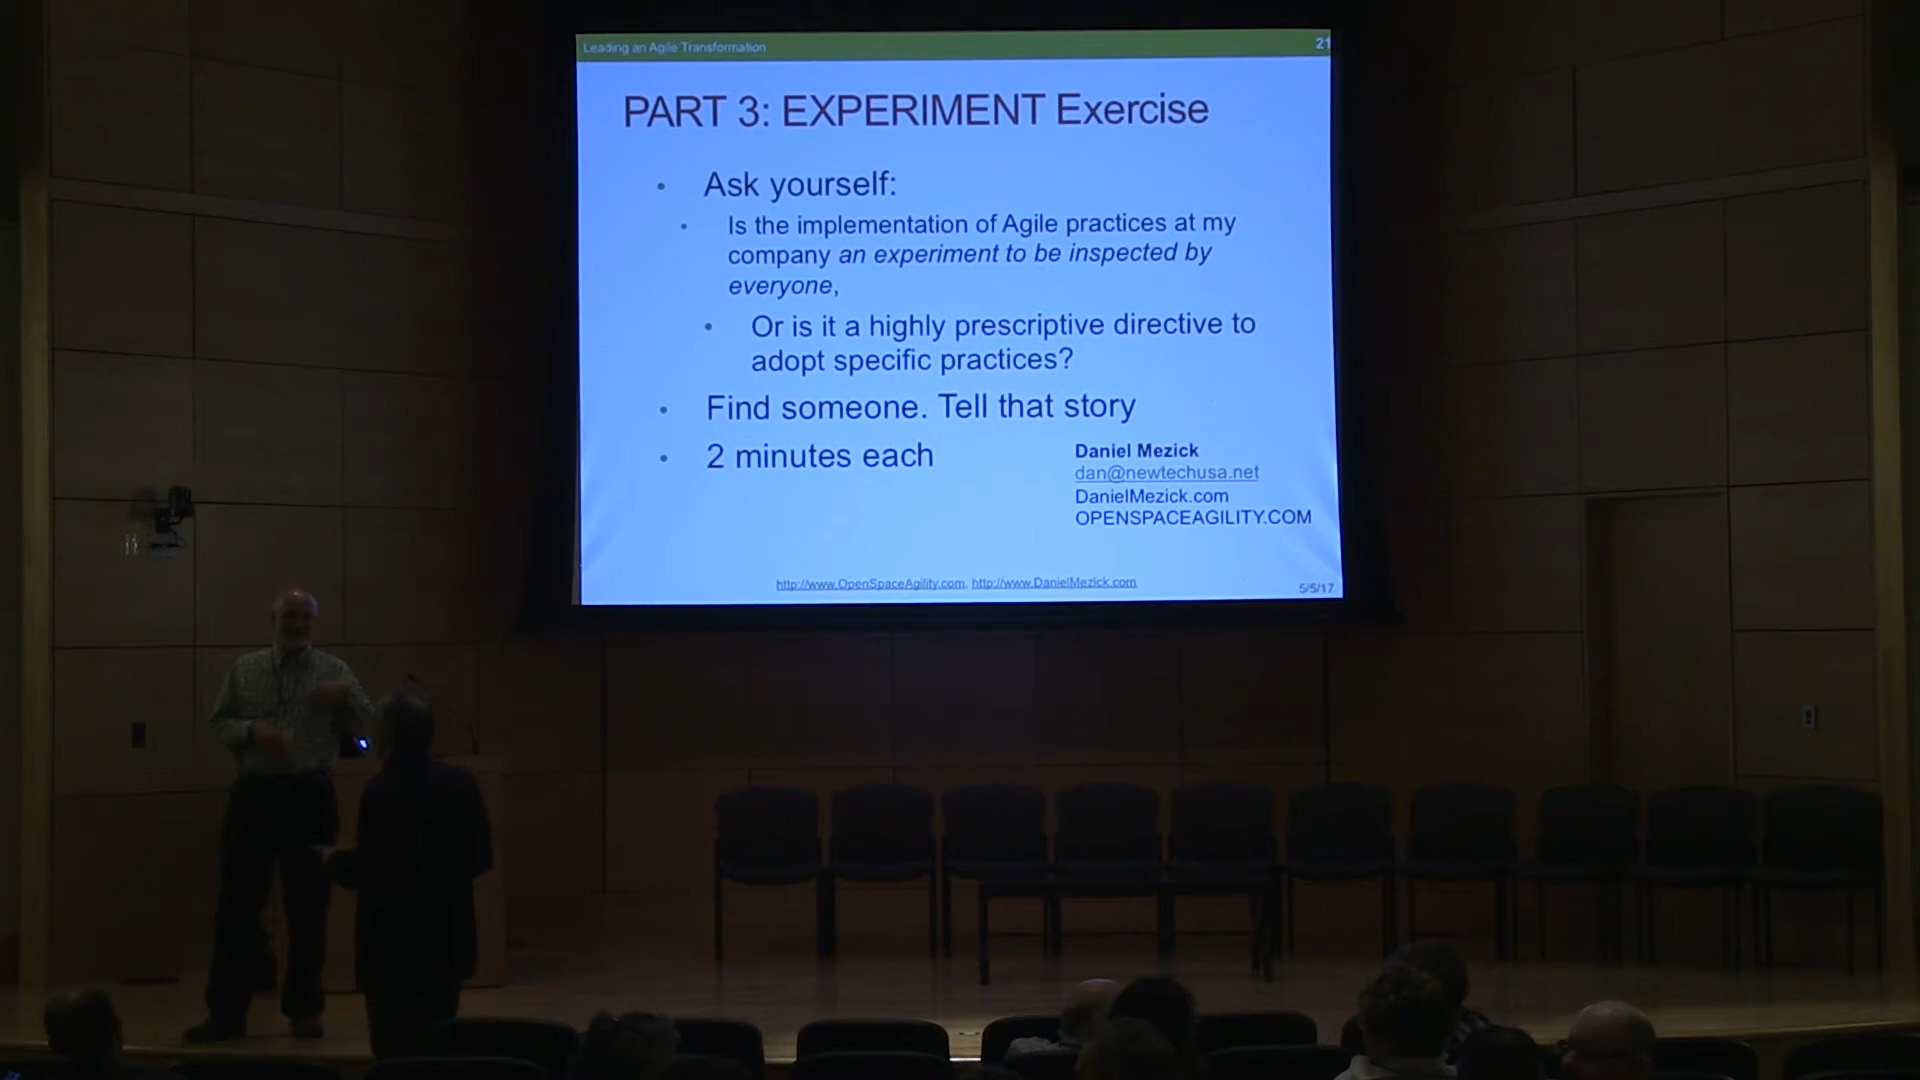 Leading an Agile Transformation
21
PART 3: EXPERIMENT Exercise
• Ask yourself:
• Is the implementation of Agile practices at my
company an experiment to be inspected by
everyone,
• Or is it a highly prescriptive directive to
adopt specific practices?
• Find someone. Tell that story
• 2 minutes each
Daniel Mezick
dan@newtechusa.net
DanielMezick.com
OPENSPACEAGILITY.COM
http://www.OpenSpaceAgility.com, http://www.DanielMezick.com
5/5/17